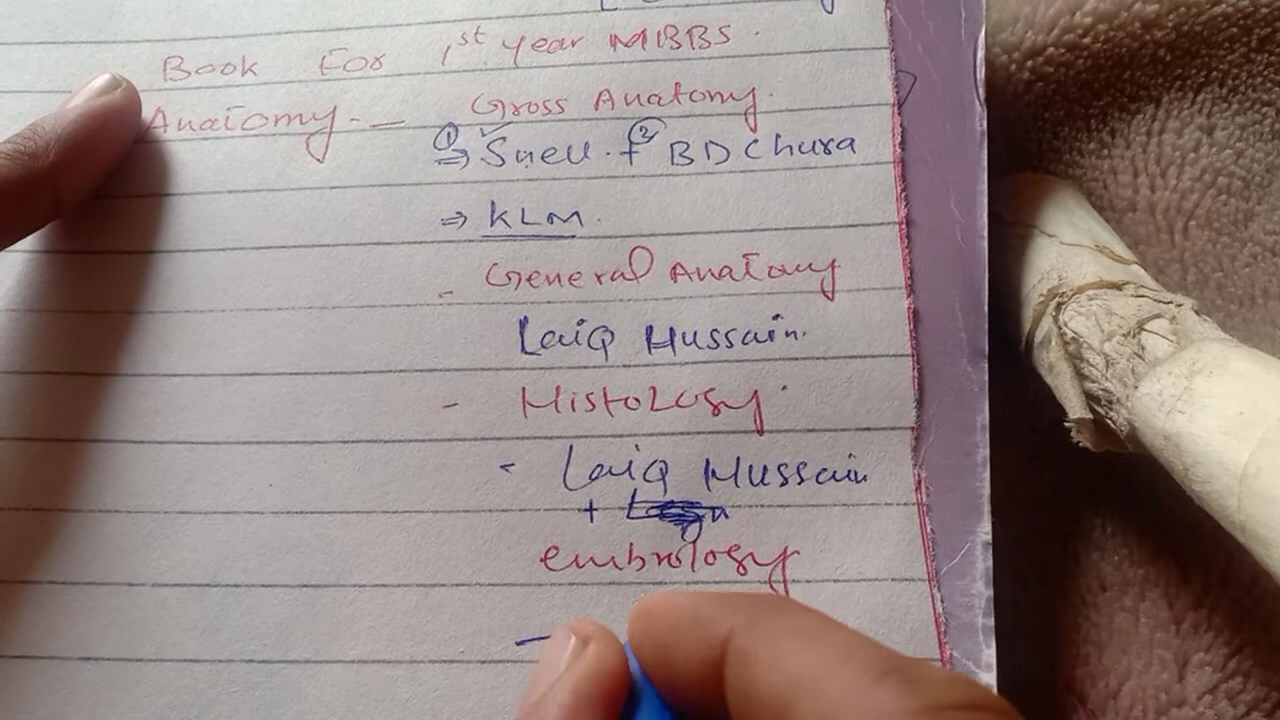 Book For 1st year MBBS.
Anatomy. - Gross Anatomy.
① ⇒ Snell. + ② BD Chura
⇒ KLM.
- General Anatomy
Laiq Hussain.
- Histology.
- Laiq Hussain
+
embrology
-